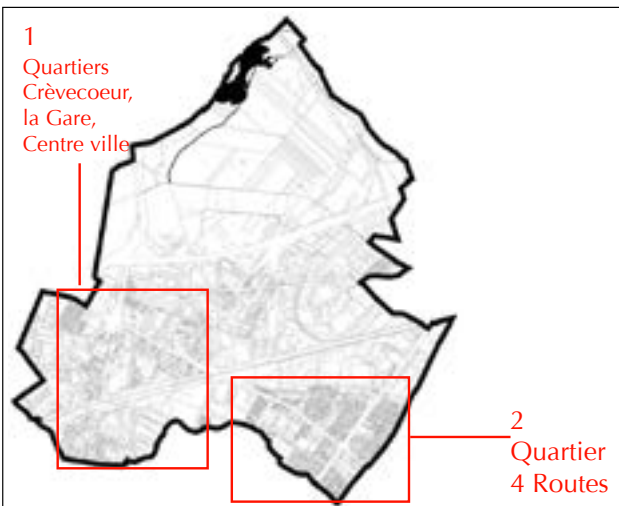 1
Quartiers
Crèvecoeur,
la Gare,
Centre ville
2
Quartier
4 Routes